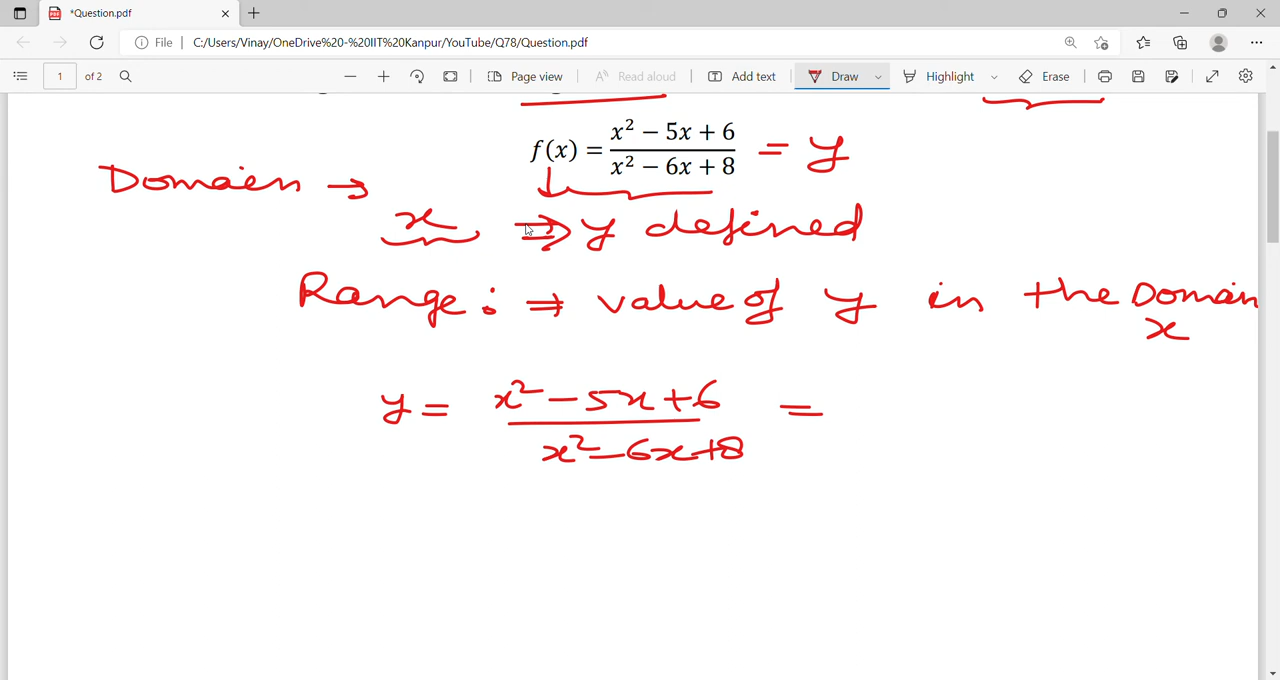 *Question.pdf
File | C:/Users/Vinay/OneDrive%20-%20IIT%20Kanpur/YouTube/Q78/Question.pdf
1 of 2 Page view Read aloud Add text Draw Highlight Erase
f(x) = (x² − 5x + 6)/(x² − 6x + 8) = y
Domain →
x ⇒ y defined
Range : ⇒ value of y in the Domain
x
y = (x² − 5x + 6)/(x² − 6x + 8) =